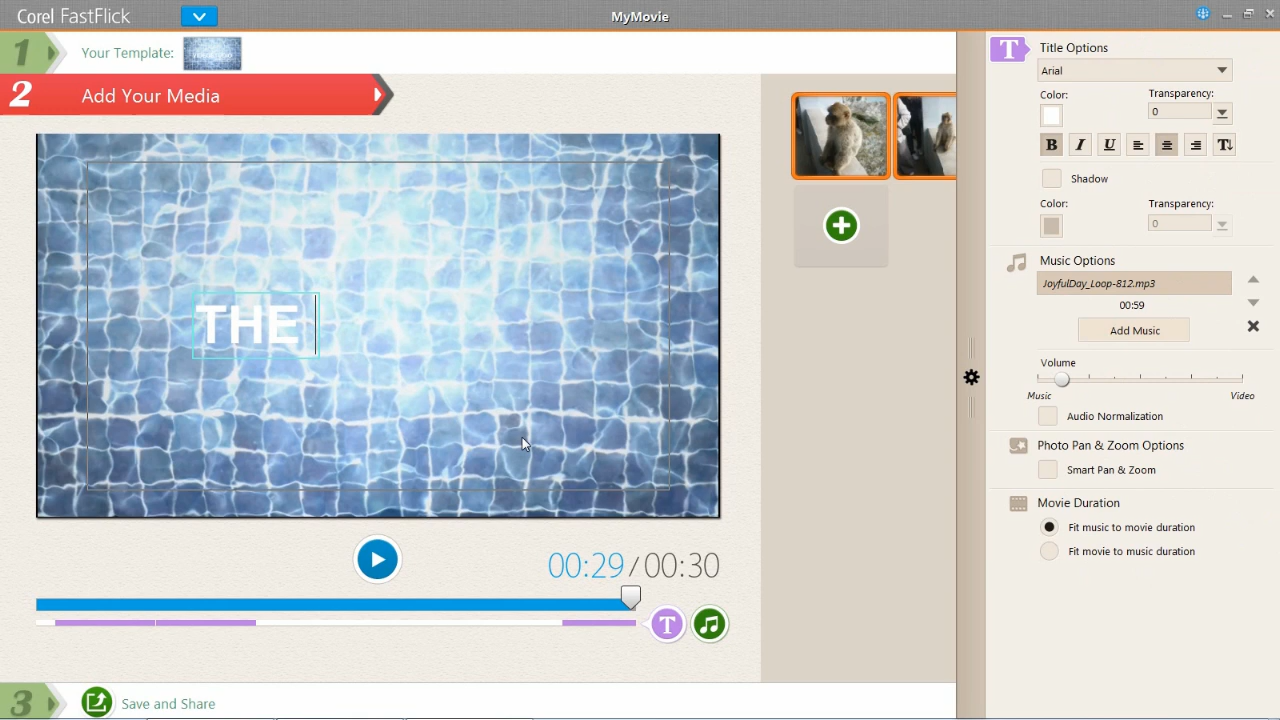 Corel FastFlick
MyMovie
1
Your Template:
2
Add Your Media
THE
00:29/00:30
T
3
Save and Share
T
Title Options
Arial
Color:
Transparency:
0
B
I
U
T
Shadow
Color:
Transparency:
0
Music Options
JoyfulDay_Loop-812.mp3
00:59
Add Music
Volume
Music
Video
Audio Normalization
Photo Pan & Zoom Options
Smart Pan & Zoom
Movie Duration
Fit music to movie duration
Fit movie to music duration